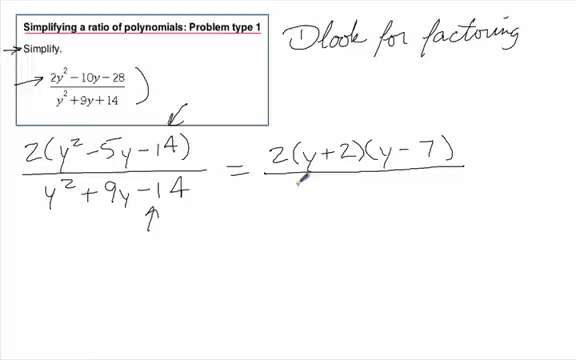 Simplifying a ratio of polynomials: Problem type 1
Simplify.
2y² − 10y − 28
y² + 9y + 14
look for factoring
2(y² − 5y − 14)
y² + 9y − 14
= 2(y + 2)(y − 7)